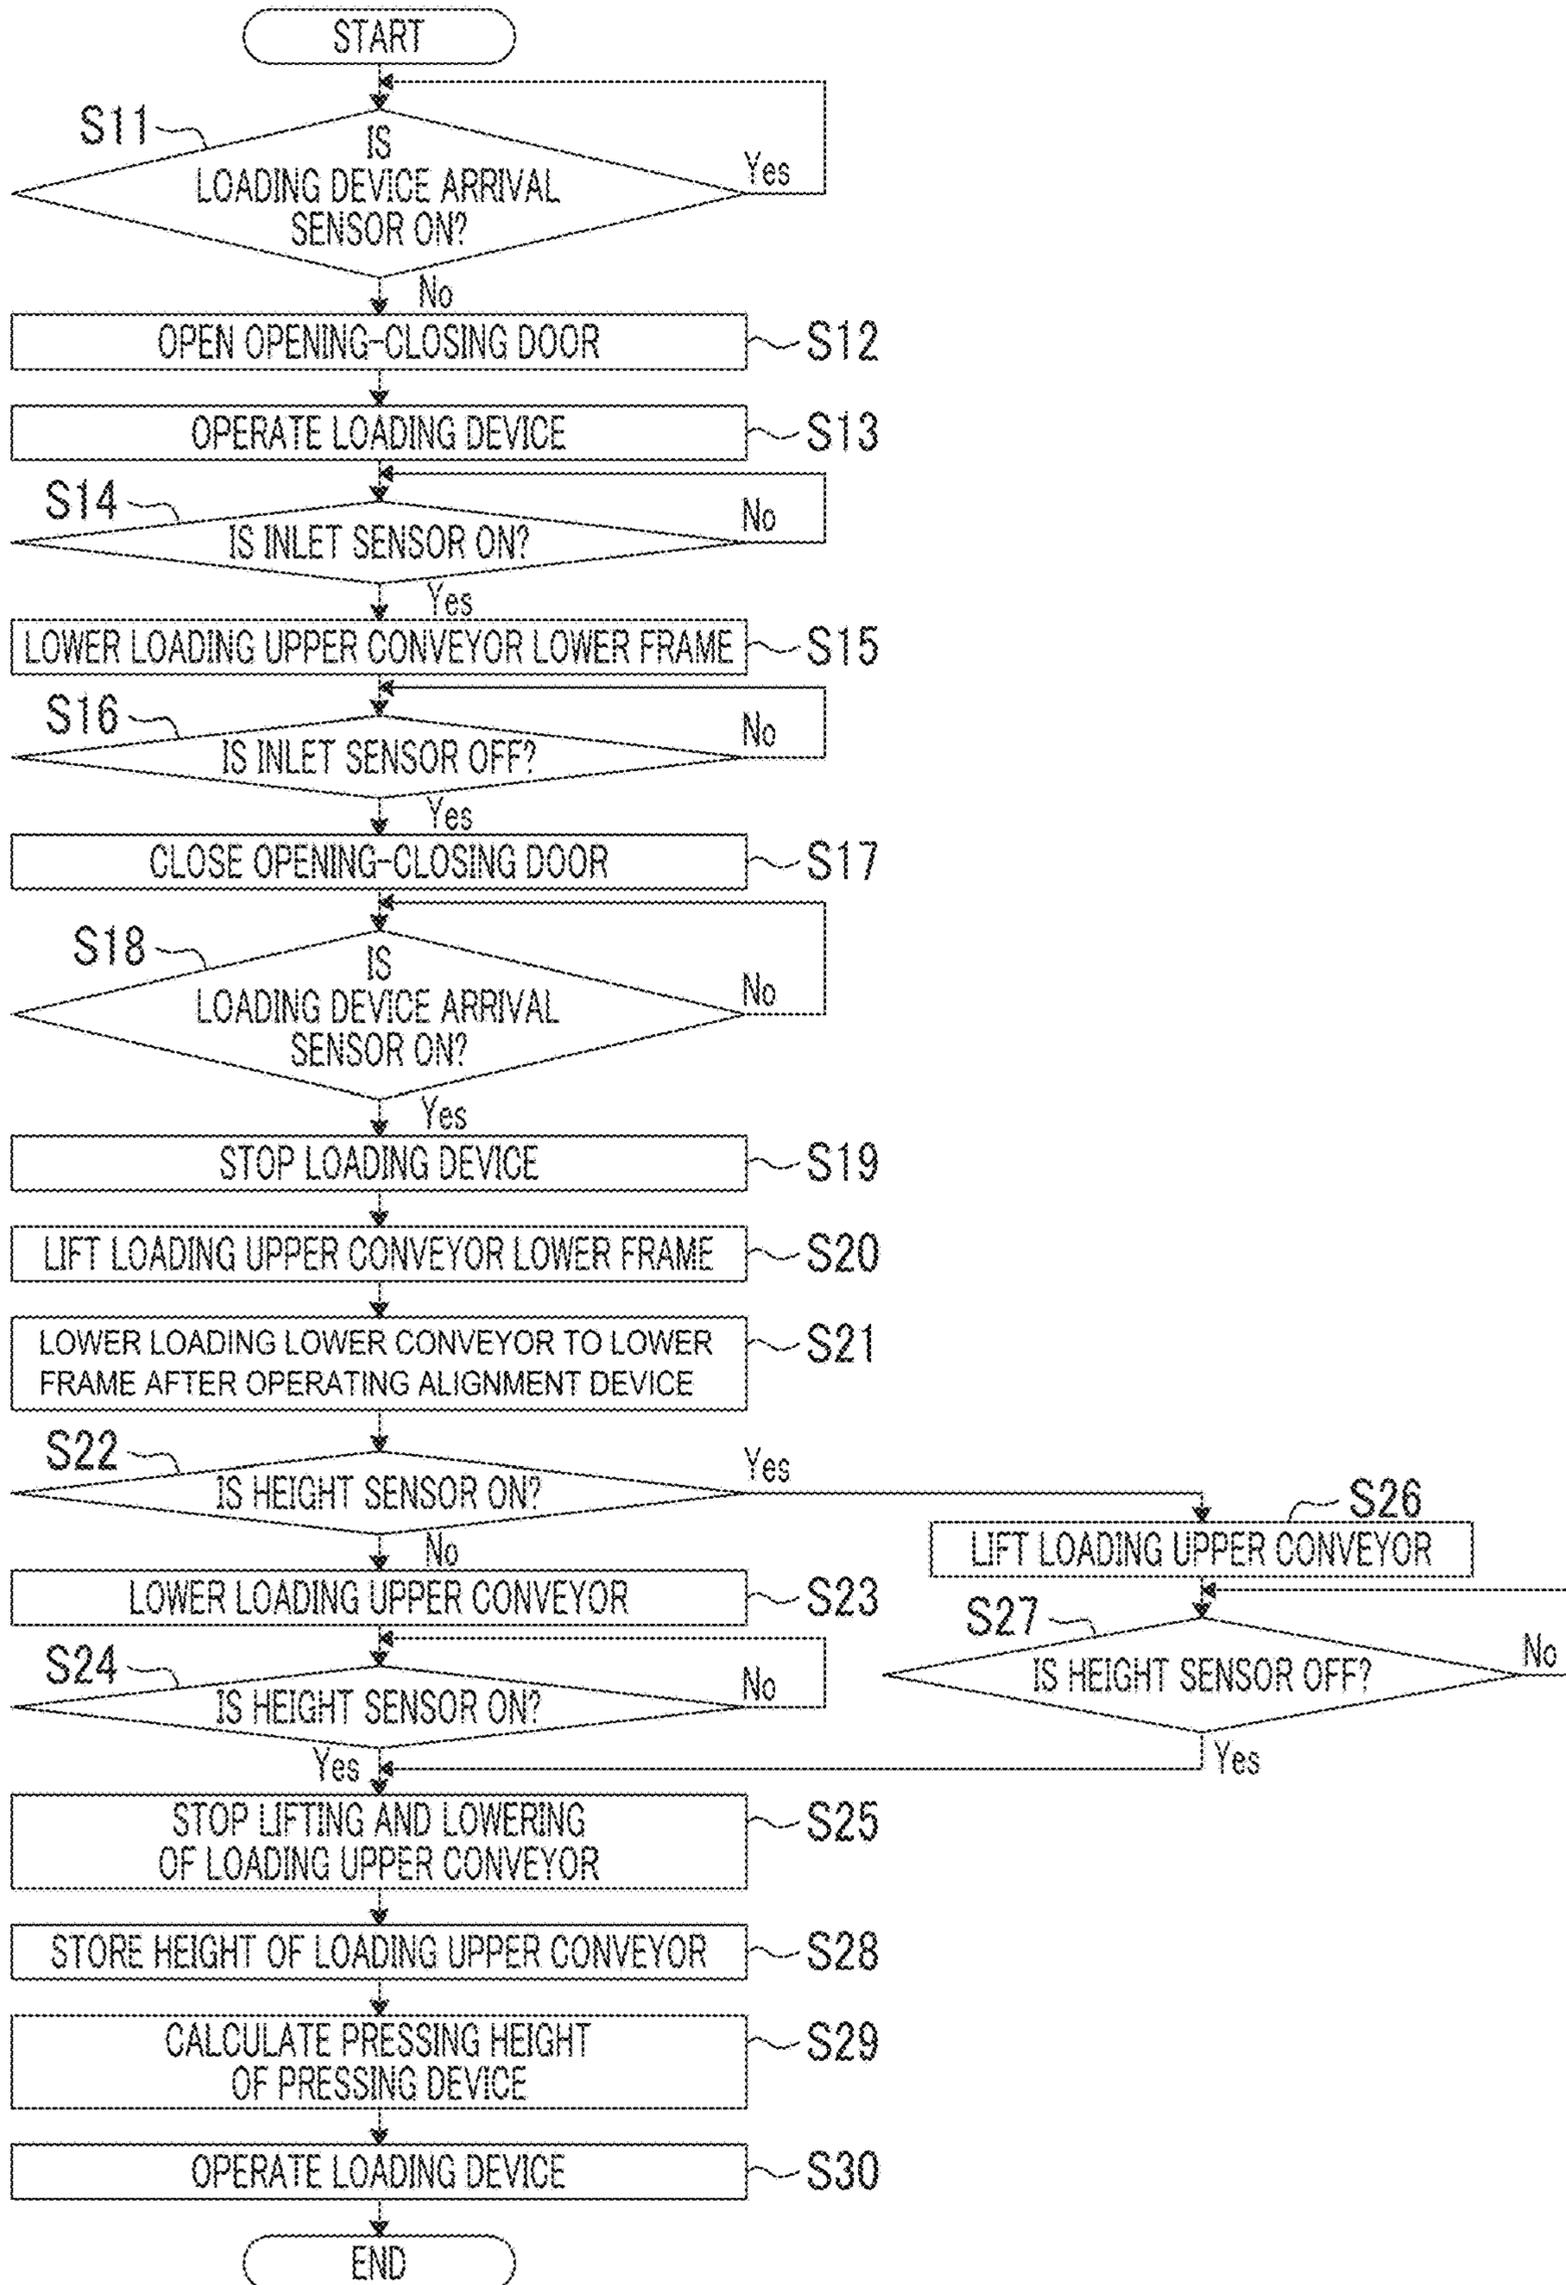 START
S11
IS
LOADING DEVICE ARRIVAL
SENSOR ON?
Yes
No
OPEN OPENING-CLOSING DOOR
S12
OPERATE LOADING DEVICE
S13
S14
IS INLET SENSOR ON?
No
Yes
LOWER LOADING UPPER CONVEYOR LOWER FRAME
S15
S16
IS INLET SENSOR OFF?
No
Yes
CLOSE OPENING-CLOSING DOOR
S17
S18
IS
LOADING DEVICE ARRIVAL
SENSOR ON?
No
Yes
STOP LOADING DEVICE
S19
LIFT LOADING UPPER CONVEYOR LOWER FRAME
S20
LOWER LOADING LOWER CONVEYOR TO LOWER
FRAME AFTER OPERATING ALIGNMENT DEVICE
S21
S22
IS HEIGHT SENSOR ON?
Yes
No
S26
LIFT LOADING UPPER CONVEYOR
LOWER LOADING UPPER CONVEYOR
S23
S27
IS HEIGHT SENSOR OFF?
No
Yes
S24
IS HEIGHT SENSOR ON?
No
Yes
STOP LIFTING AND LOWERING
OF LOADING UPPER CONVEYOR
S25
STORE HEIGHT OF LOADING UPPER CONVEYOR
S28
CALCULATE PRESSING HEIGHT
OF PRESSING DEVICE
S29
OPERATE LOADING DEVICE
S30
END